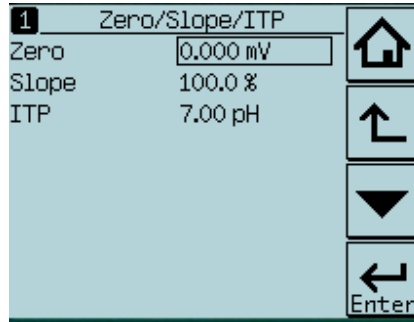 1 Zero/Slope/ITP
Zero 0.000 mV
Slope 100.0 %
ITP 7.00 pH
Enter